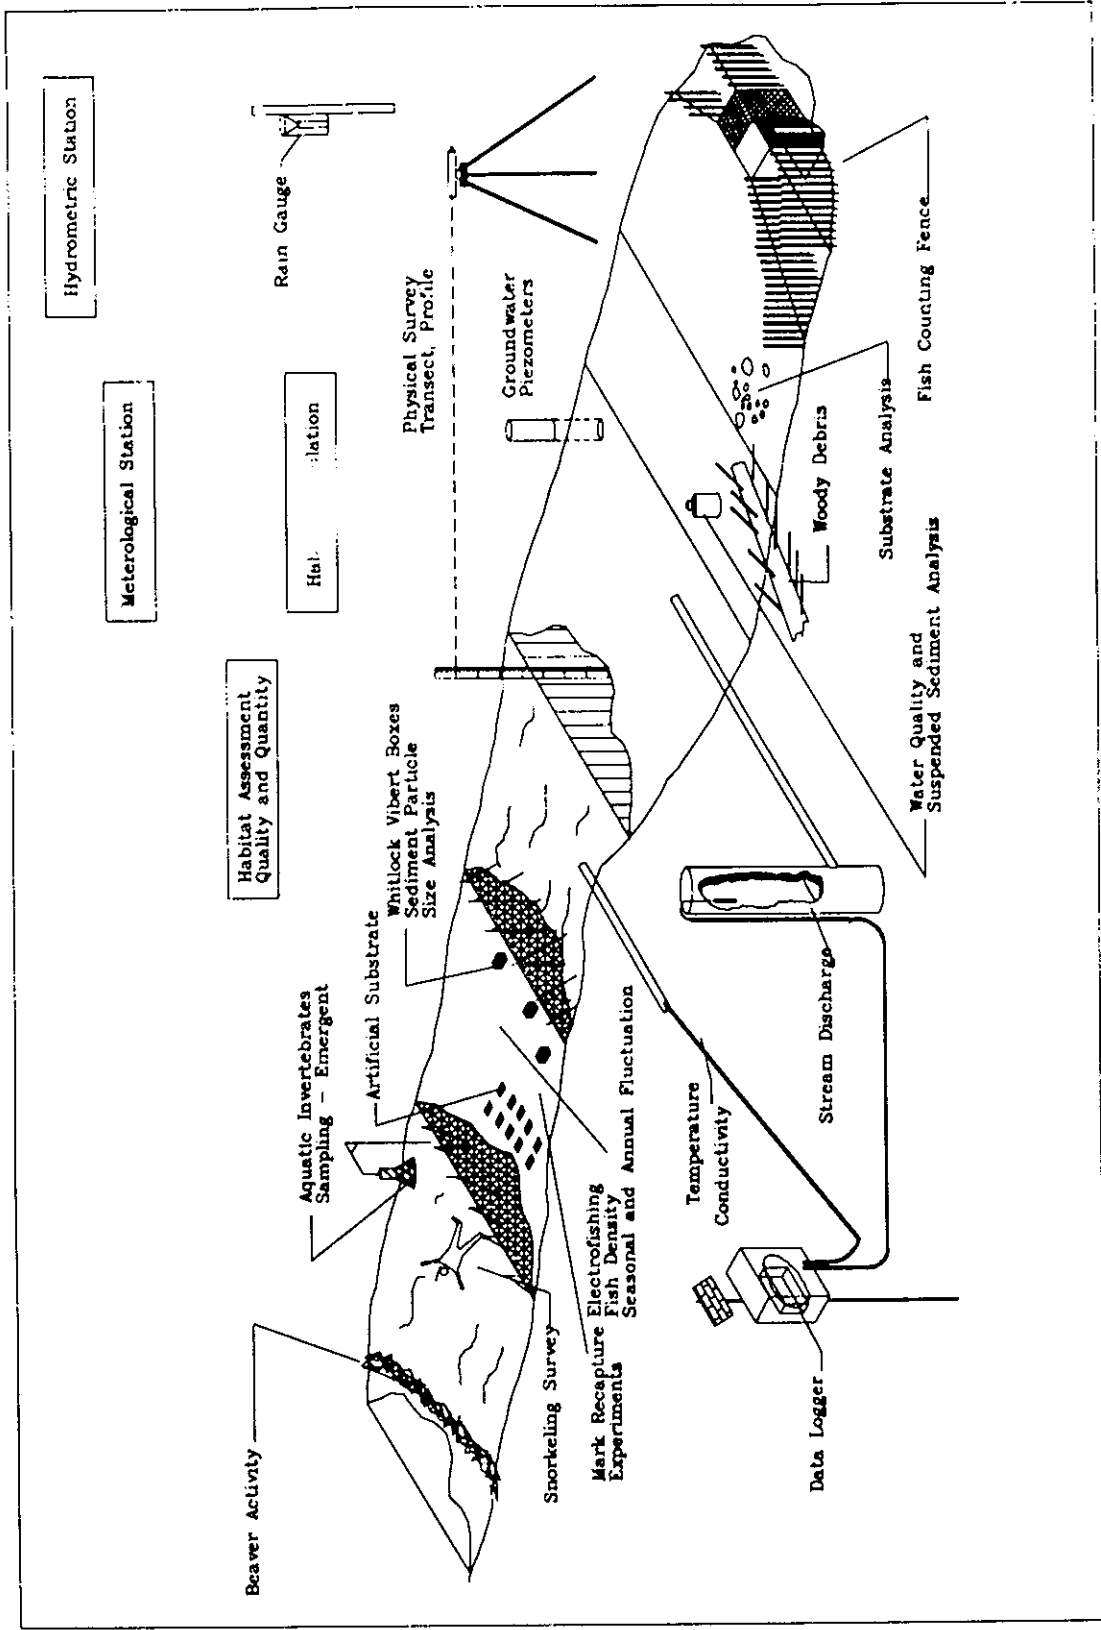 Hydrometric Station
Meterological Station
Habitat Assessment
Quality and Quantity
Rain Gauge
Beaver Activity
Aquatic Invertebrates
Sampling - Emergent
Artificial Substrate
Whitlock Vibert Boxes
Sediment Particle
Size Analysis
Physical Survey
Transect, Profile
Groundwater
Piezometers
Snorkeling Survey
Mark Recapture
Experiments
Electrofishing
Fish Density
Seasonal and Annual Fluctuation
Temperature
Conductivity
Data Logger
Stream Discharge
Woody Debris
Substrate Analysis
Water Quality and
Suspended Sediment Analysis
Fish Counting Fence